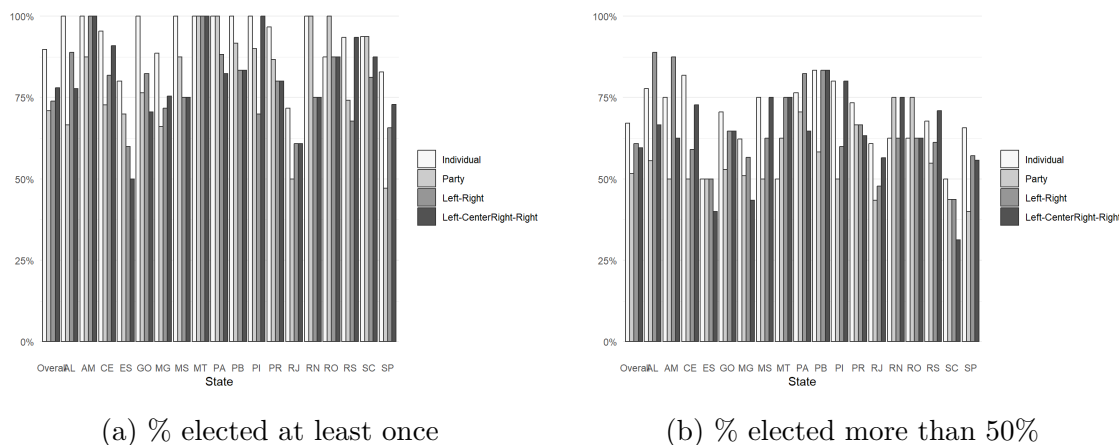 100%
75%
50%
25%
0%
Overall AL AM CE ES GO MG MS MT PA PB PI PR RJ RN RO RS SC SP
State
Individual
Party
Left-Right
Left-CenterRight-Right
(a) % elected at least once
100%
75%
50%
25%
0%
Overall AL AM CE ES GO MG MS MT PA PB PI PR RJ RN RO RS SC SP
State
Individual
Party
Left-Right
Left-CenterRight-Right
(b) % elected more than 50%